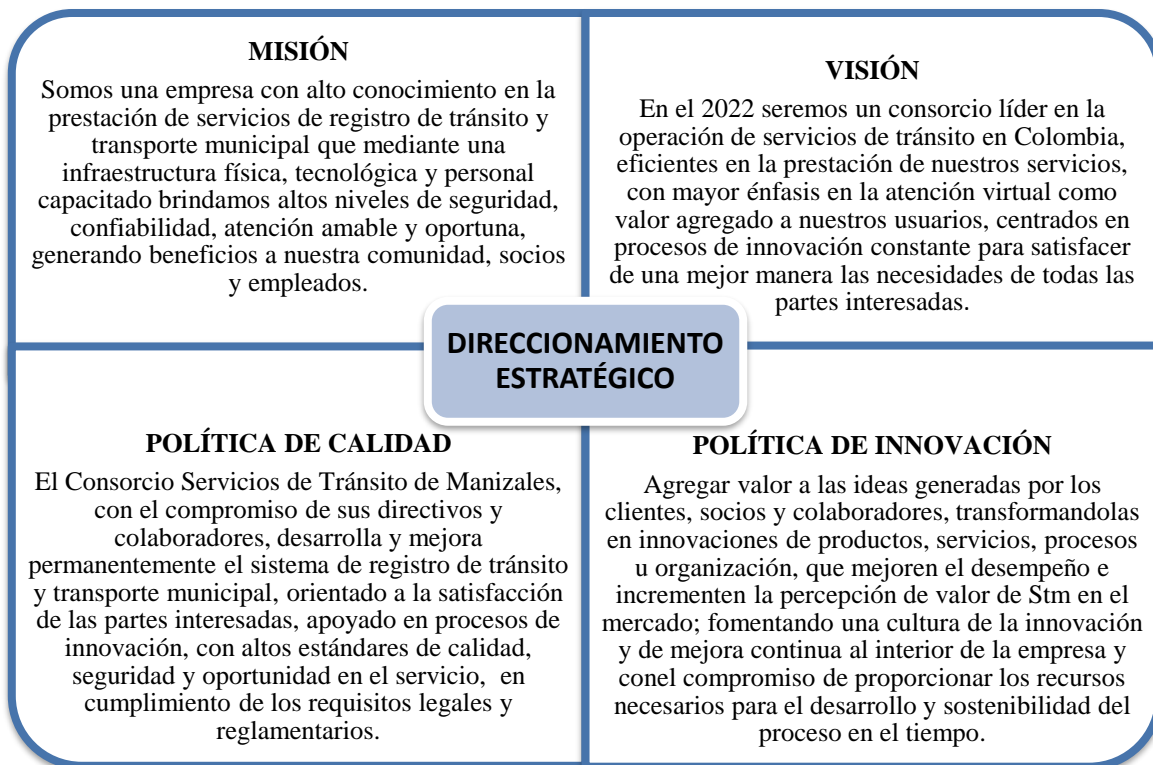 MISIÓN
Somos una empresa con alto conocimiento en la
prestación de servicios de registro de tránsito y
transporte municipal que mediante una
infraestructura física, tecnológica y personal
capacitado brindamos altos niveles de seguridad,
confiabilidad, atención amable y oportuna,
generando beneficios a nuestra comunidad, socios
y empleados.
VISIÓN
En el 2022 seremos un consorcio líder en la
operación de servicios de tránsito en Colombia,
eficientes en la prestación de nuestros servicios,
con mayor énfasis en la atención virtual como
valor agregado a nuestros usuarios, centrados en
procesos de innovación constante para satisfacer
de una mejor manera las necesidades de todas las
partes interesadas.
DIRECCIONAMIENTO
ESTRATÉGICO
POLÍTICA DE CALIDAD
El Consorcio Servicios de Tránsito de Manizales,
con el compromiso de sus directivos y
colaboradores, desarrolla y mejora
permanentemente el sistema de registro de tránsito
y transporte municipal, orientado a la satisfacción
de las partes interesadas, apoyado en procesos de
innovación, con altos estándares de calidad,
seguridad y oportunidad en el servicio, en
cumplimiento de los requisitos legales y
reglamentarios.
POLÍTICA DE INNOVACIÓN
Agregar valor a las ideas generadas por los
clientes, socios y colaboradores, transformandolas
en innovaciones de productos, servicios, procesos
u organización, que mejoren el desempeño e
incrementen la percepción de valor de Stm en el
mercado; fomentando una cultura de la innovación
y de mejora continua al interior de la empresa y
conel compromiso de proporcionar los recursos
necesarios para el desarrollo y sostenibilidad del
proceso en el tiempo.